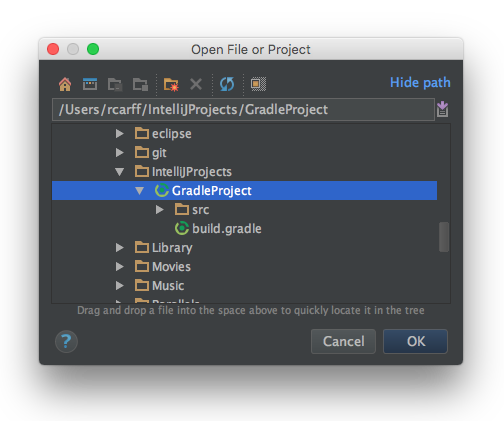 Open File or Project
Hide path
/Users/rcarff/IntelliJProjects/GradleProject
eclipse
git
IntelliJProjects
GradleProject
src
build.gradle
Library
Movies
Music
Parallels
Drag and drop a file into the space above to quickly locate it in the tree
?
Cancel
OK